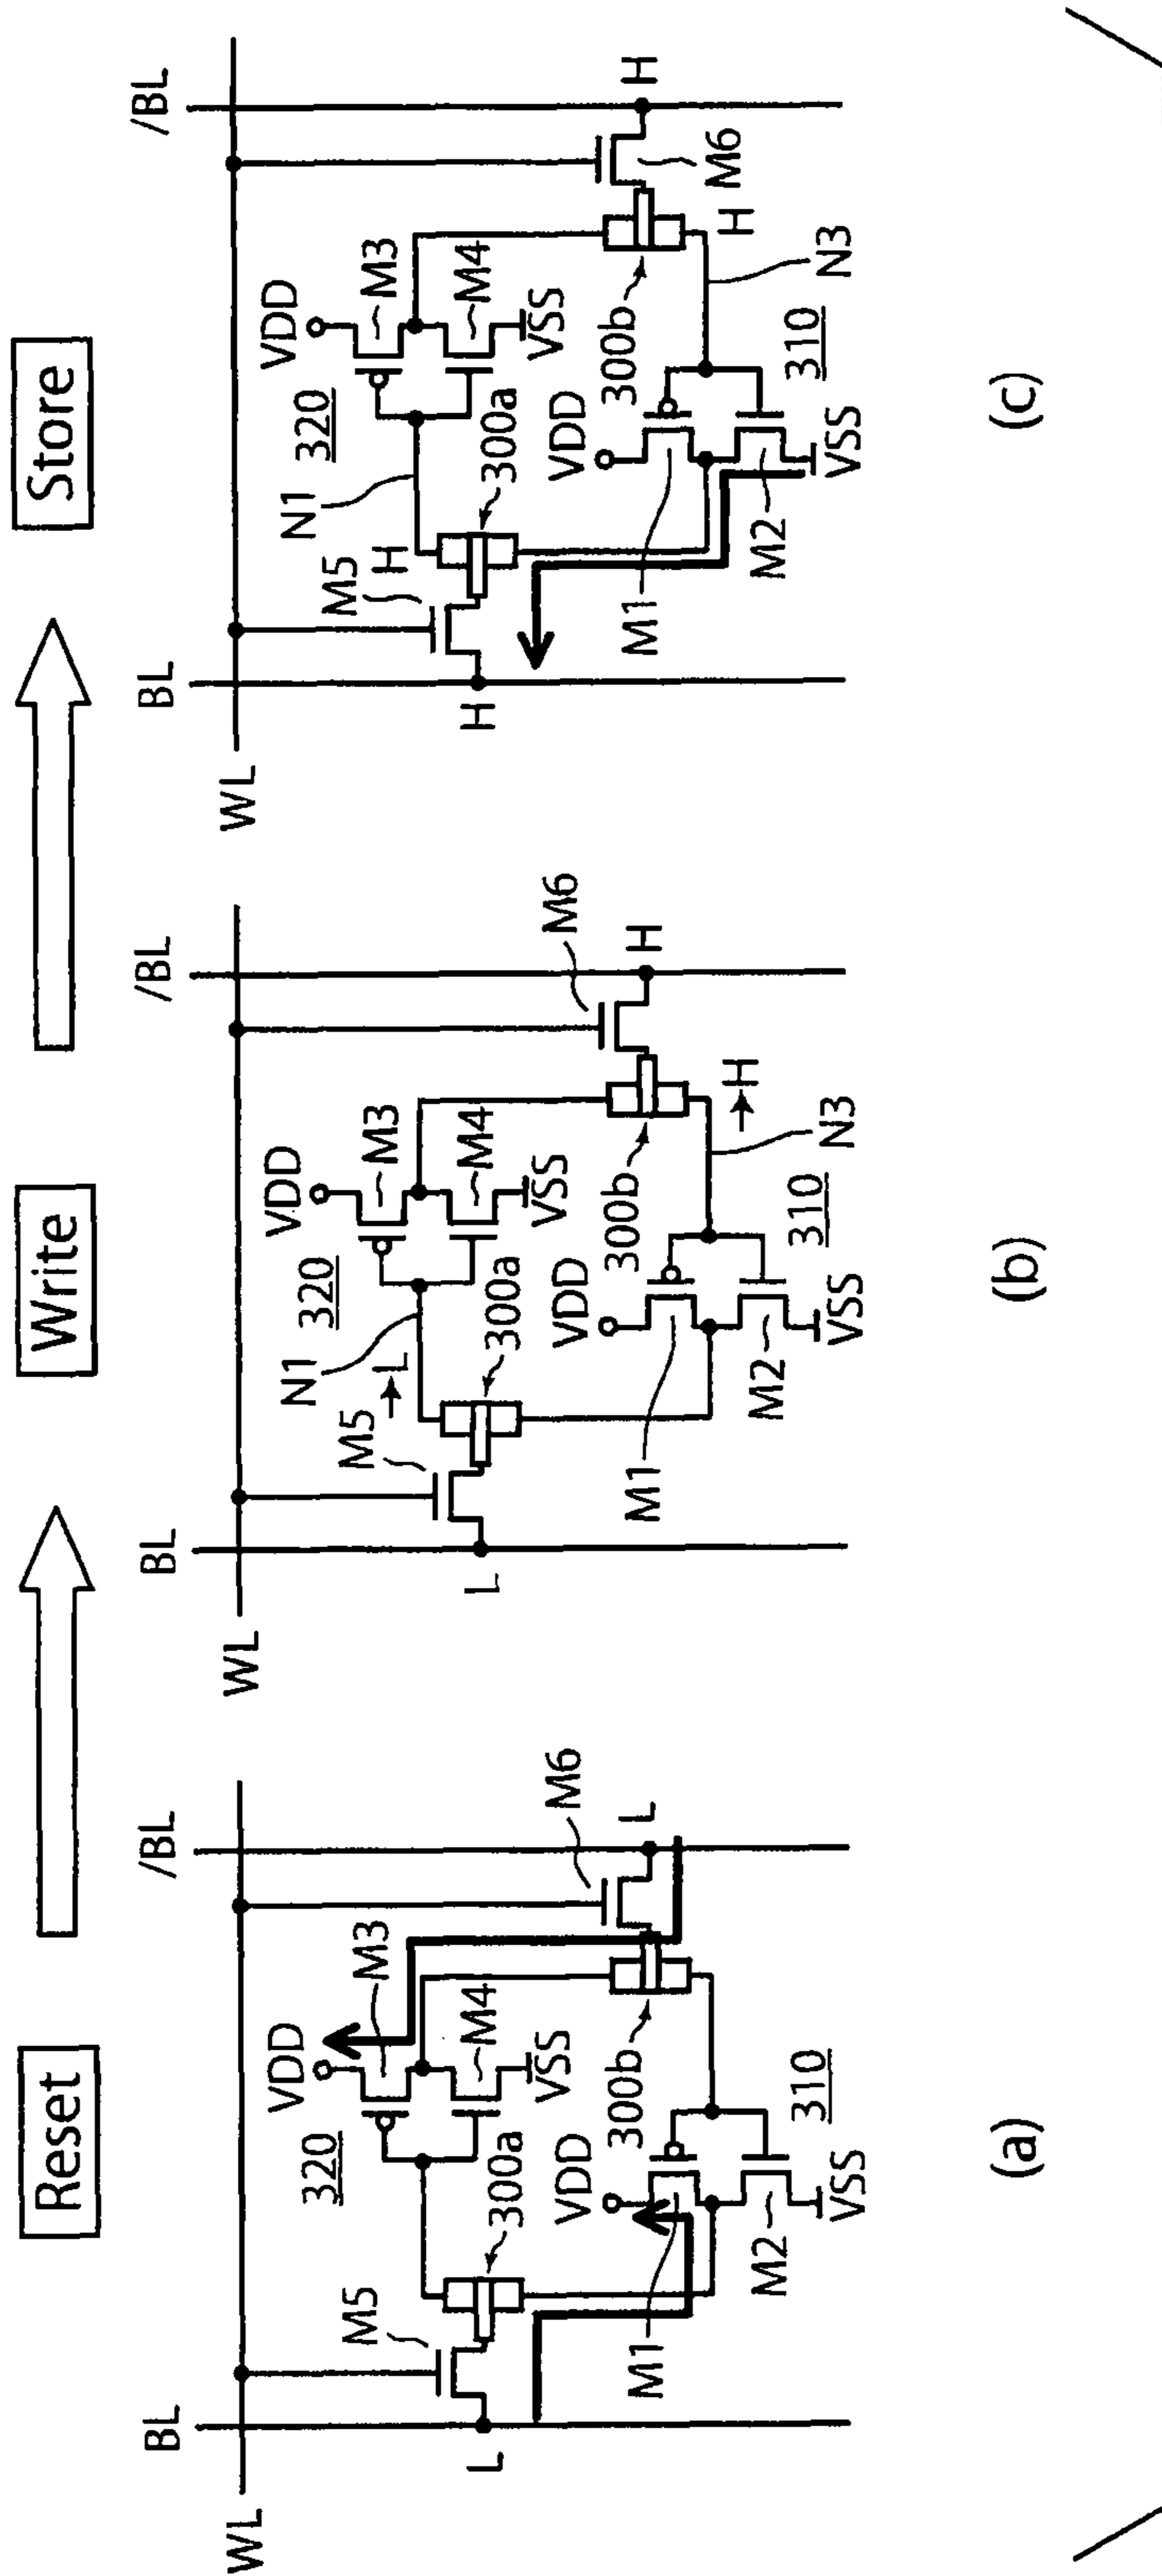 Reset
WL
BL
/BL
VDD
M3
M6
320
M4
VSS
M5
300a
L
L
300b
VDD
310
M1
M2
VSS
(a)
Write
WL
BL
/BL
VDD
M3
M6
N1
320
M4
VSS
M5
L
300a
L
H
300b
H
VDD
310
N3
M1
M2
VSS
(b)
Store
WL
BL
/BL
VDD
M3
N1
320
M4
VSS
M5
H
300a
H
H
M6
300b
H
VDD
310
N3
M1
M2
VSS
(c)